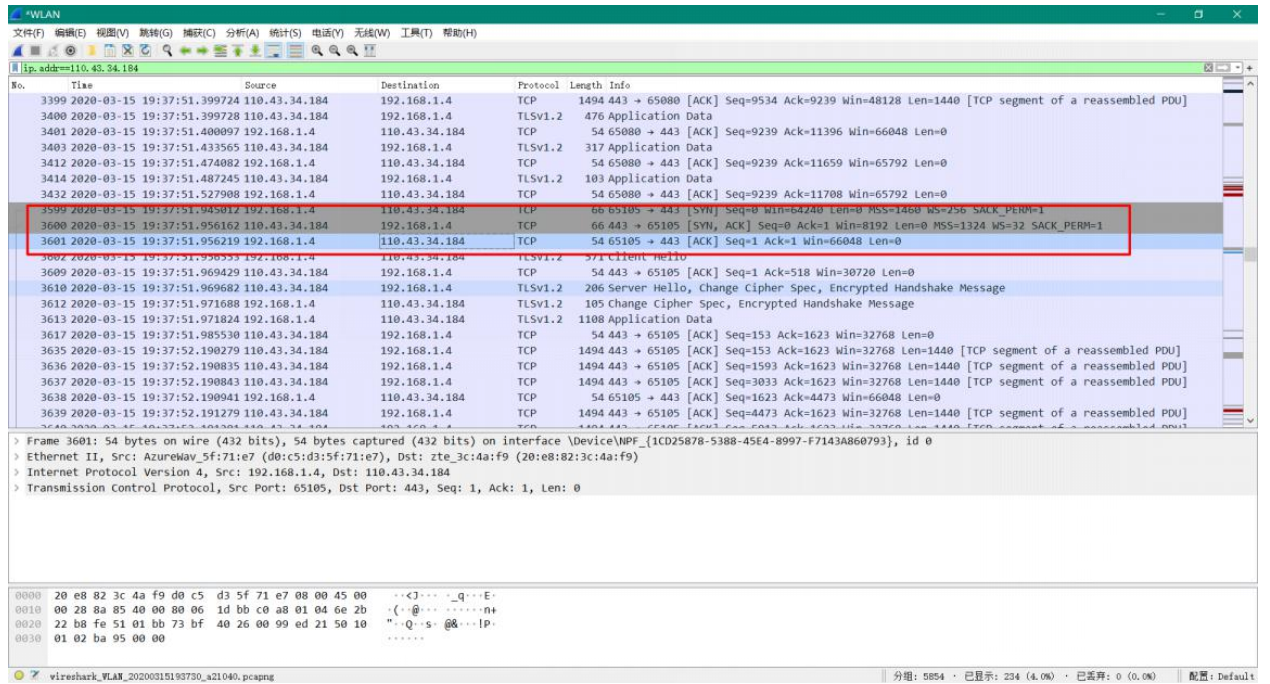 *WLAN
文件(F) 编辑(E) 视图(V) 跳转(G) 捕获(C) 分析(A) 统计(S) 电话(Y) 无线(W) 工具(T) 帮助(H)
ip.addr==110.43.34.184
No. Time Source Destination Protocol Length Info
3399 2020-03-15 19:37:51.399724 110.43.34.184 192.168.1.4 TCP 1494 443 → 65080 [ACK] Seq=9534 Ack=9239 Win=48128 Len=1440 [TCP segment of a reassembled PDU]
3400 2020-03-15 19:37:51.399728 110.43.34.184 192.168.1.4 TLSv1.2 476 Application Data
3401 2020-03-15 19:37:51.400097 192.168.1.4 110.43.34.184 TCP 54 65080 → 443 [ACK] Seq=9239 Ack=11396 Win=66048 Len=0
3403 2020-03-15 19:37:51.433565 110.43.34.184 192.168.1.4 TLSv1.2 317 Application Data
3412 2020-03-15 19:37:51.474082 192.168.1.4 110.43.34.184 TCP 54 65080 → 443 [ACK] Seq=9239 Ack=11659 Win=65792 Len=0
3414 2020-03-15 19:37:51.487245 110.43.34.184 192.168.1.4 TLSv1.2 103 Application Data
3432 2020-03-15 19:37:51.527908 192.168.1.4 110.43.34.184 TCP 54 65080 → 443 [ACK] Seq=9239 Ack=11708 Win=65792 Len=0
3599 2020-03-15 19:37:51.945012 192.168.1.4 110.43.34.184 TCP 66 65105 → 443 [SYN] Seq=0 Win=64240 Len=0 MSS=1460 WS=256 SACK_PERM=1
3600 2020-03-15 19:37:51.956162 110.43.34.184 192.168.1.4 TCP 66 443 → 65105 [SYN, ACK] Seq=0 Ack=1 Win=8192 Len=0 MSS=1324 WS=32 SACK_PERM=1
3601 2020-03-15 19:37:51.956219 192.168.1.4 110.43.34.184 TCP 54 65105 → 443 [ACK] Seq=1 Ack=1 Win=66048 Len=0
3602 2020-03-15 19:37:51.956553 192.168.1.4 110.43.34.184 TLSv1.2 571 Client Hello
3609 2020-03-15 19:37:51.969429 110.43.34.184 192.168.1.4 TCP 54 443 → 65105 [ACK] Seq=1 Ack=518 Win=30720 Len=0
3610 2020-03-15 19:37:51.969682 110.43.34.184 192.168.1.4 TLSv1.2 206 Server Hello, Change Cipher Spec, Encrypted Handshake Message
3612 2020-03-15 19:37:51.971688 192.168.1.4 110.43.34.184 TLSv1.2 105 Change Cipher Spec, Encrypted Handshake Message
3613 2020-03-15 19:37:51.971824 192.168.1.4 110.43.34.184 TLSv1.2 1108 Application Data
3617 2020-03-15 19:37:51.985530 110.43.34.184 192.168.1.4 TCP 54 443 → 65105 [ACK] Seq=153 Ack=1623 Win=32768 Len=0
3635 2020-03-15 19:37:52.190279 110.43.34.184 192.168.1.4 TCP 1494 443 → 65105 [ACK] Seq=153 Ack=1623 Win=32768 Len=1440 [TCP segment of a reassembled PDU]
3636 2020-03-15 19:37:52.190835 110.43.34.184 192.168.1.4 TCP 1494 443 → 65105 [ACK] Seq=1593 Ack=1623 Win=32768 Len=1440 [TCP segment of a reassembled PDU]
3637 2020-03-15 19:37:52.190843 110.43.34.184 192.168.1.4 TCP 1494 443 → 65105 [ACK] Seq=3033 Ack=1623 Win=32768 Len=1440 [TCP segment of a reassembled PDU]
3638 2020-03-15 19:37:52.190941 192.168.1.4 110.43.34.184 TCP 54 65105 → 443 [ACK] Seq=1623 Ack=4473 Win=66048 Len=0
3639 2020-03-15 19:37:52.191279 110.43.34.184 192.168.1.4 TCP 1494 443 → 65105 [ACK] Seq=4473 Ack=1623 Win=32768 Len=1440 [TCP segment of a reassembled PDU]
> Frame 3601: 54 bytes on wire (432 bits), 54 bytes captured (432 bits) on interface \Device\NPF_{1CD25878-5388-45E4-8997-F7143A860793}, id 0
> Ethernet II, Src: AzureWav_5f:71:e7 (d0:c5:d3:5f:71:e7), Dst: zte_3c:4a:f9 (20:e8:82:3c:4a:f9)
> Internet Protocol Version 4, Src: 192.168.1.4, Dst: 110.43.34.184
> Transmission Control Protocol, Src Port: 65105, Dst Port: 443, Seq: 1, Ack: 1, Len: 0
0000 20 e8 82 3c 4a f9 d0 c5 d3 5f 71 e7 08 00 45 00 ··<J··· ·_q···E·
0010 00 28 8a 85 40 00 80 06 1d bb c0 a8 01 04 6e 2b ·(··@··· ······n+
0020 22 b8 fe 51 01 bb 73 bf 40 26 00 99 ed 21 50 10 "··Q··s· @&···!P·
0030 01 02 ba 95 00 00 ······
wireshark_WLAN_20200315193730_a21040.pcapng 分组: 5854 · 已显示: 234 (4.0%) · 已丢弃: 0 (0.0%) 配置: Default